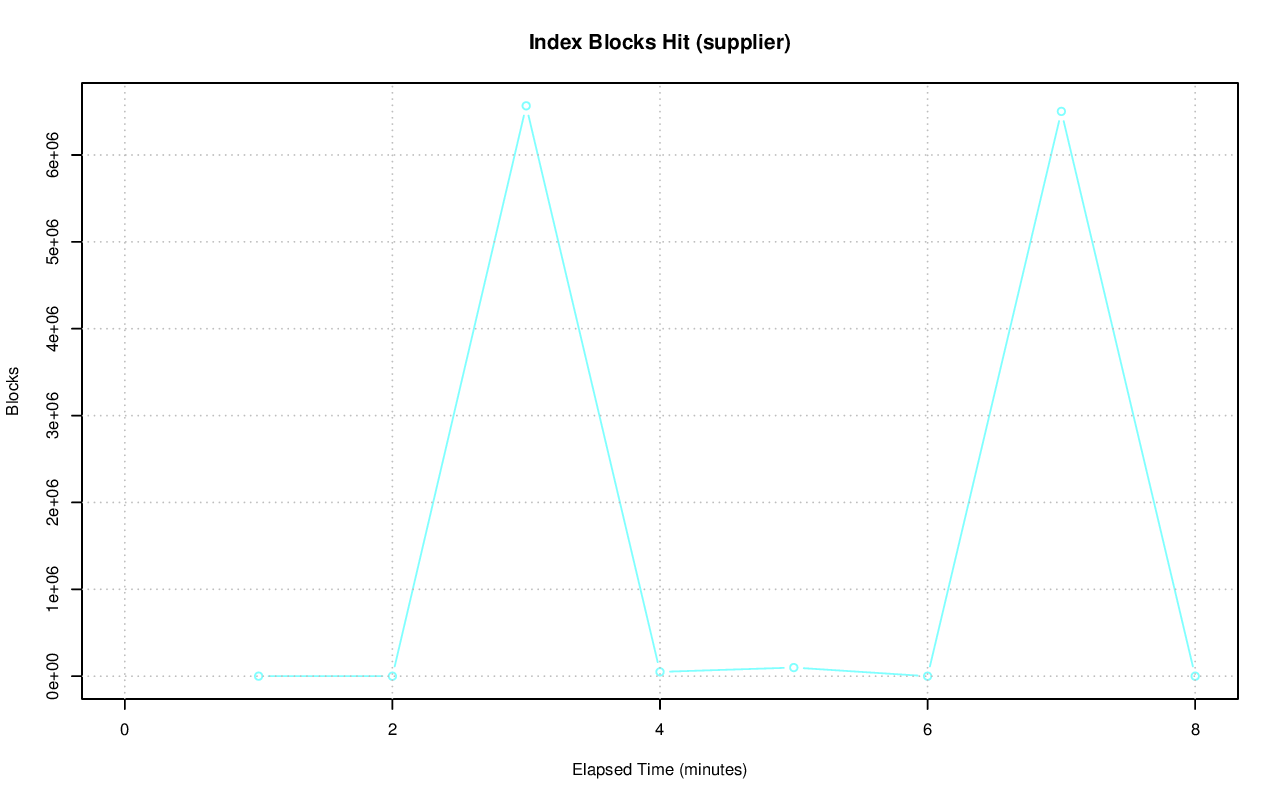 Index Blocks Hit (supplier)
6e+06
5e+06
4e+06
3e+06
2e+06
1e+06
0e+00
Blocks
0 2 4 6 8
Elapsed Time (minutes)